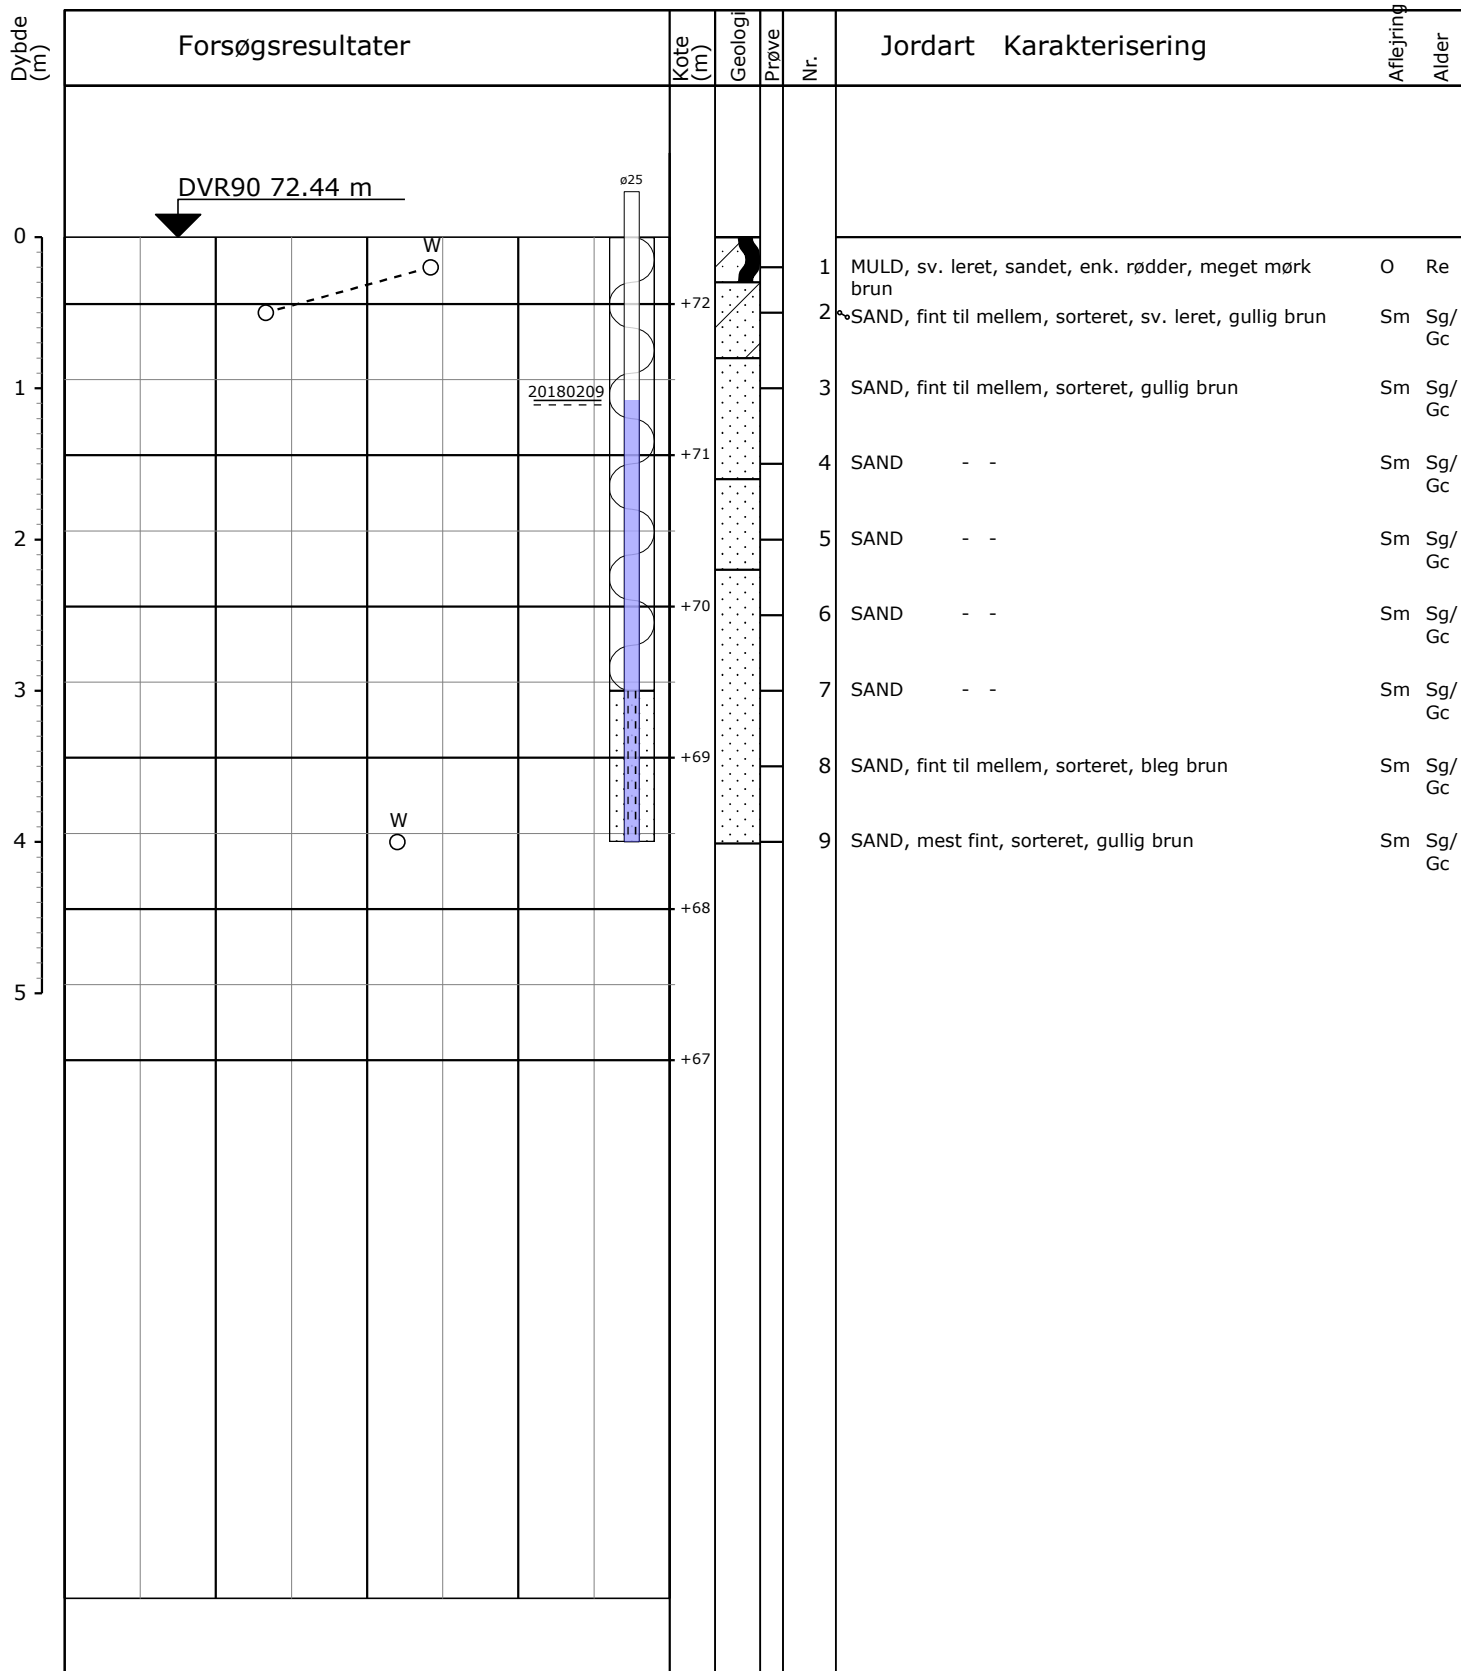 Dybde
(m)
Forsøgsresultater
Kote
(m)
Geologi
Prøve
Nr.
Jordart Karakterisering
Aflejring
Alder
DVR90 72.44 m
ø25
0
W
1 MULD, sv. leret, sandet, enk. rødder, meget mørk O Re
brun
+72
2 SAND, fint til mellem, sorteret, sv. leret, gullig brun Sm Sg/
Gc
1
20180209
3 SAND, fint til mellem, sorteret, gullig brun Sm Sg/
Gc
+71
4 SAND - - Sm Sg/
Gc
2
5 SAND - - Sm Sg/
Gc
+70
6 SAND - - Sm Sg/
Gc
3
7 SAND - - Sm Sg/
Gc
+69
8 SAND, fint til mellem, sorteret, bleg brun Sm Sg/
Gc
W
4
9 SAND, mest fint, sorteret, gullig brun Sm Sg/
Gc
+68
5
+67